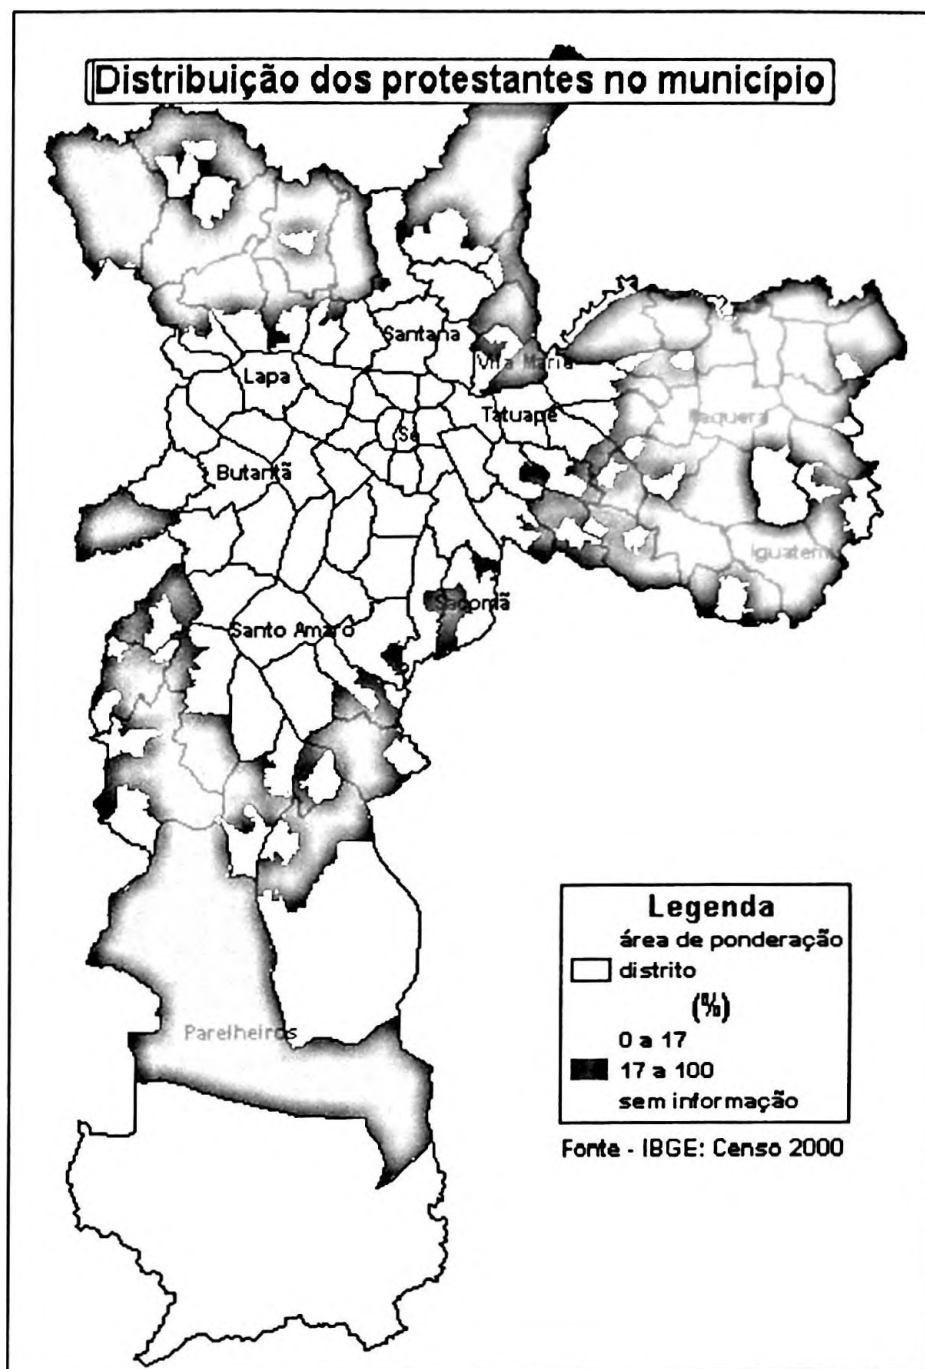 Distribuição dos protestantes no município
Santana
Vila Maria
Lapa
Tatuapé
Itaquera
Sé
Butantã
Iguatemi
Sacomã
Santo Amaro
Parelheiros
Legenda
área de ponderação
distrito
(%)
0 a 17
17 a 100
sem informação
Fonte - IBGE: Censo 2000